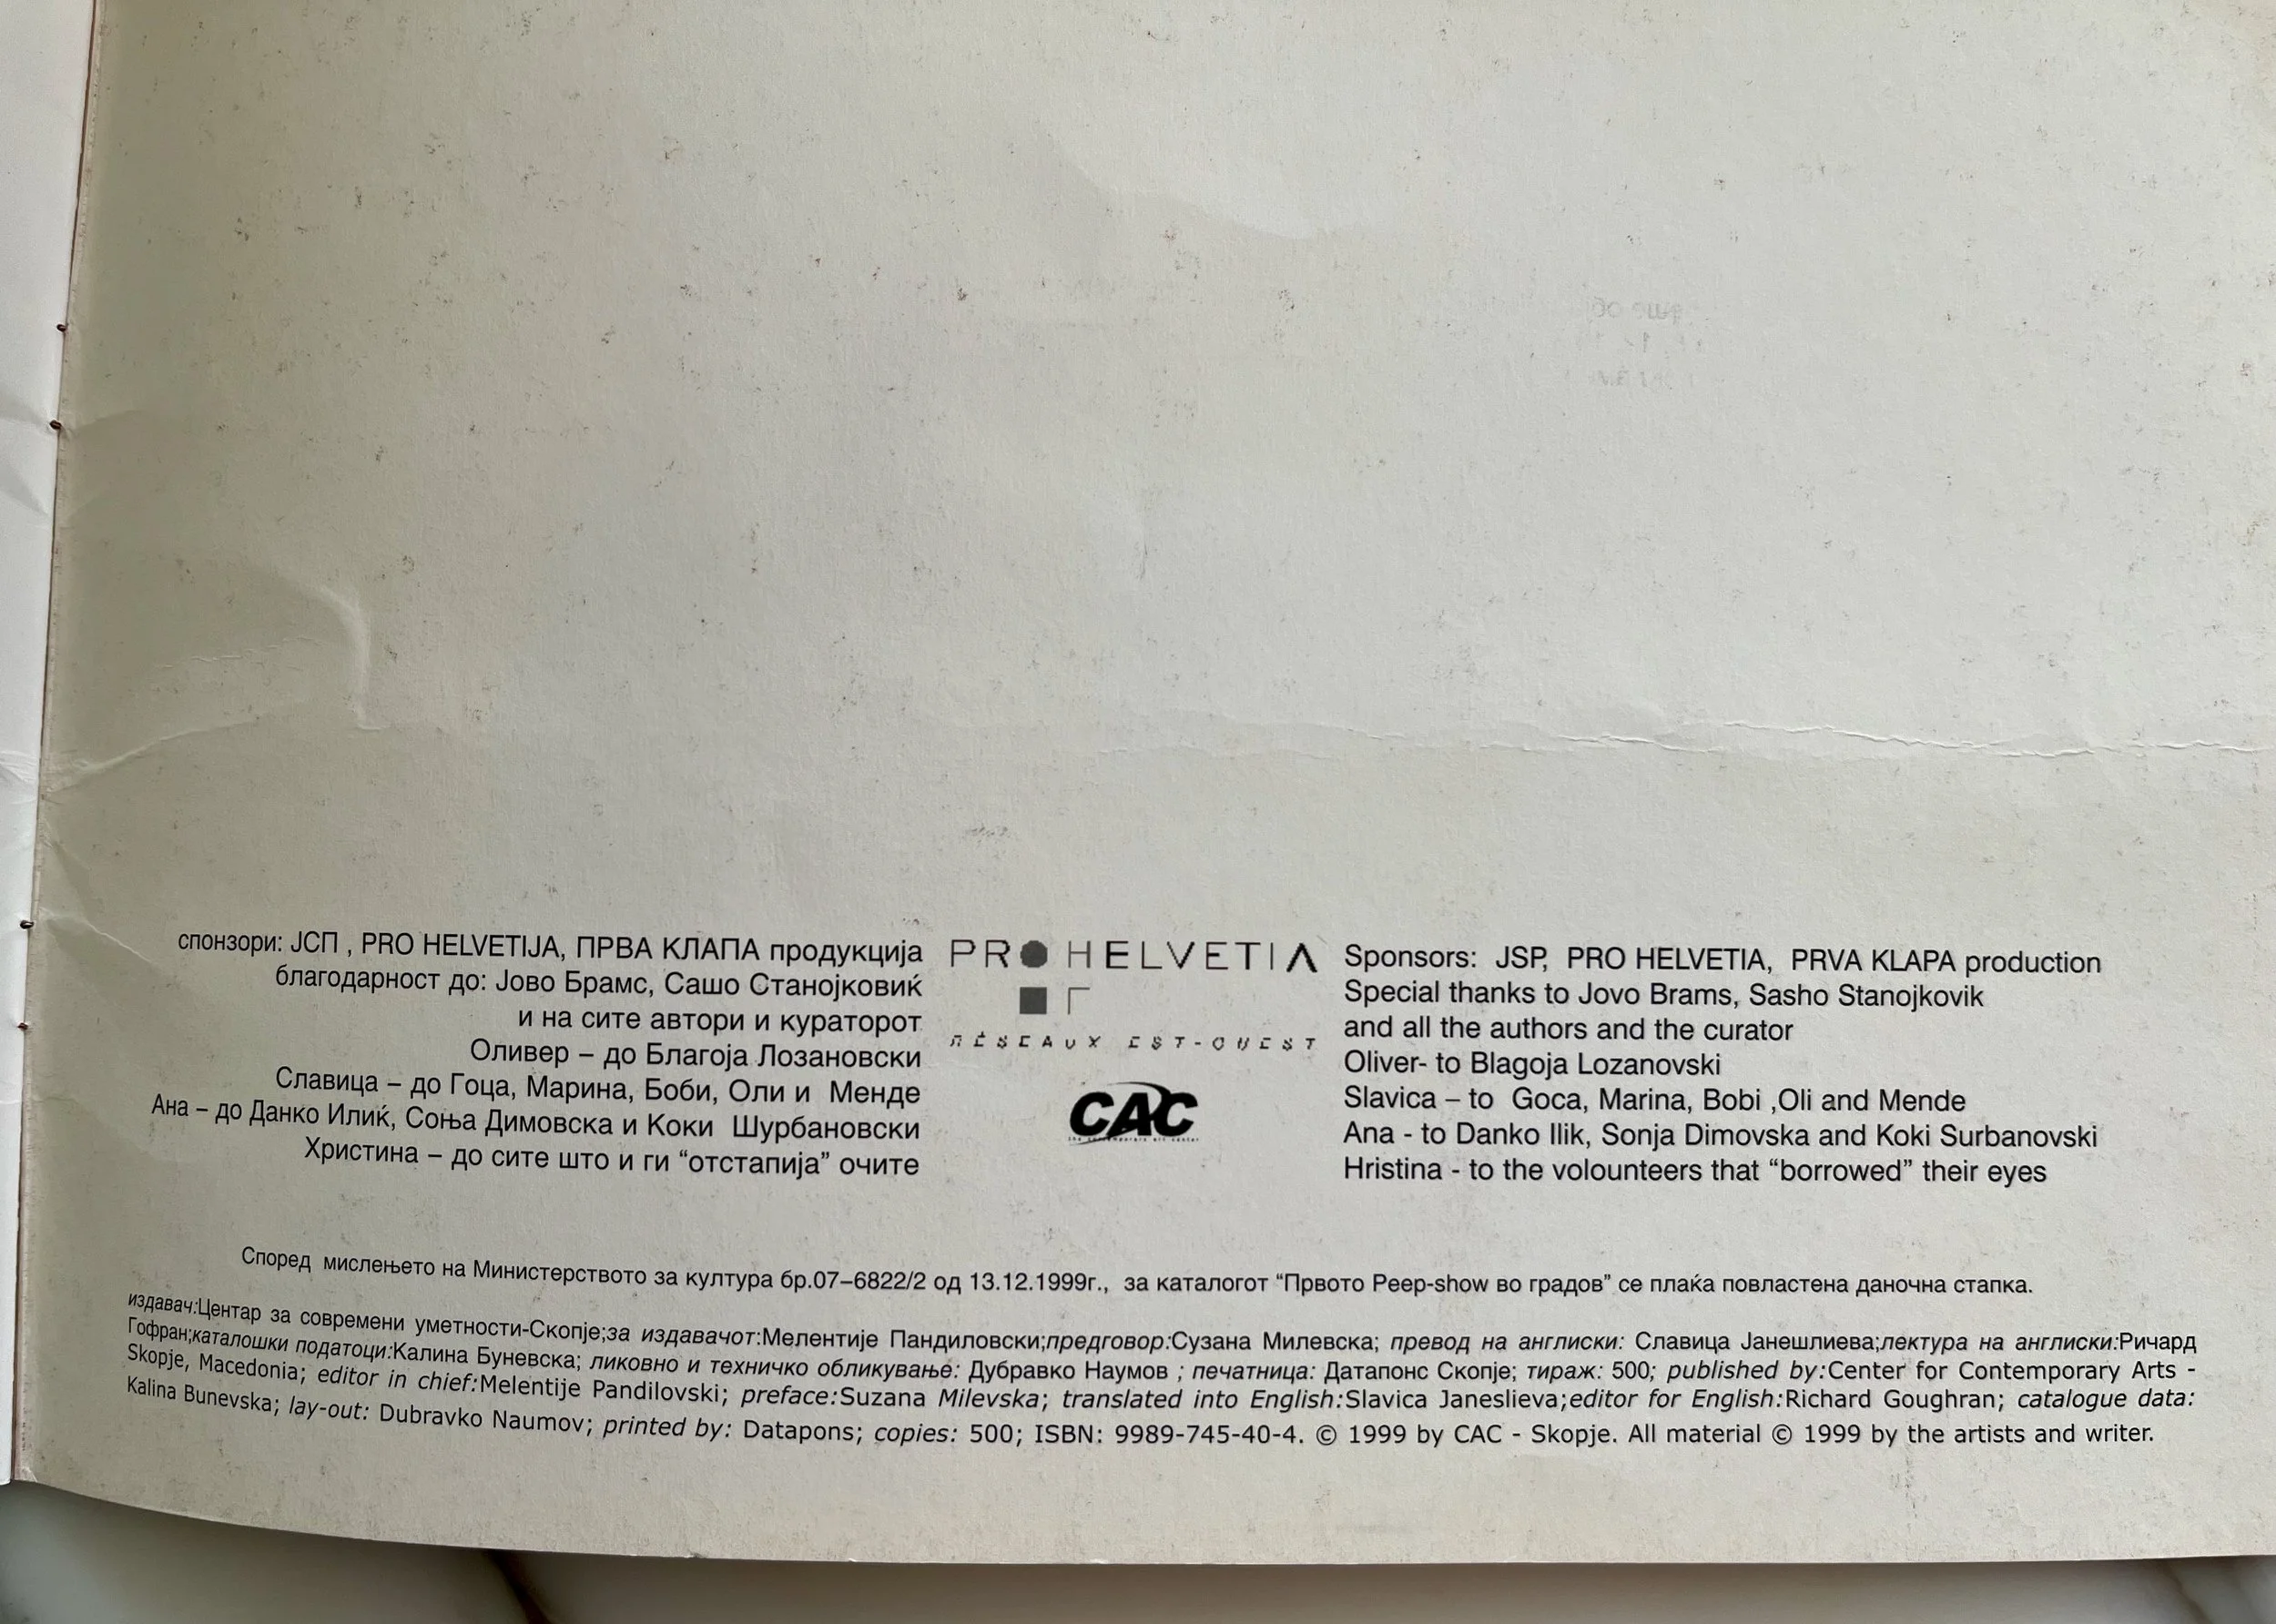 спонзори: ЈСП , PRO HELVETIJA, ПРВА КЛАПА продукција
благодарност до: Јово Брамс, Сашо Станојковиќ
и на сите автори и кураторот
Оливер – до Благоја Лозановски
Славица – до Гоца, Марина, Боби, Оли и Менде
Ана – до Данко Илиќ, Соња Димовска и Коки Шурбановски
Христина – до сите што и ги “отстапија” очите
PRO HELVETIA
RÉSEAUX EST-OUEST
CAC
the contemporary art center
Sponsors: JSP, PRO HELVETIA, PRVA KLAPA production
Special thanks to Jovo Brams, Sasho Stanojkovik
and all the authors and the curator
Oliver- to Blagoja Lozanovski
Slavica – to Goca, Marina, Bobi ,Oli and Mende
Ana - to Danko Ilik, Sonja Dimovska and Koki Surbanovski
Hristina - to the volounteers that “borrowed” their eyes
Според мислењето на Министерството за култура бр.07–6822/2 од 13.12.1999г., за каталогот “Првото Peep-show во градов” се плаќа повластена даночна стапка.
издавач:Центар за современи уметности-Скопје;за издавачот:Мелентије Пандиловски;предговор:Сузана Милевска; превод на англиски: Славица Јанешлиева;лектура на англиски:Ричард
Гофран;каталошки податоци:Калина Буневска; ликовно и техничко обликување: Дубравко Наумов ; печатница: Датапонс Скопје; тираж: 500; published by:Center for Contemporary Arts -
Skopje, Macedonia; editor in chief:Melentije Pandilovski; preface:Suzana Milevska; translated into English:Slavica Janeslieva;editor for English:Richard Goughran; catalogue data:
Kalina Bunevska; lay-out: Dubravko Naumov; printed by: Datapons; copies: 500; ISBN: 9989-745-40-4. © 1999 by CAC - Skopje. All material © 1999 by the artists and writer.